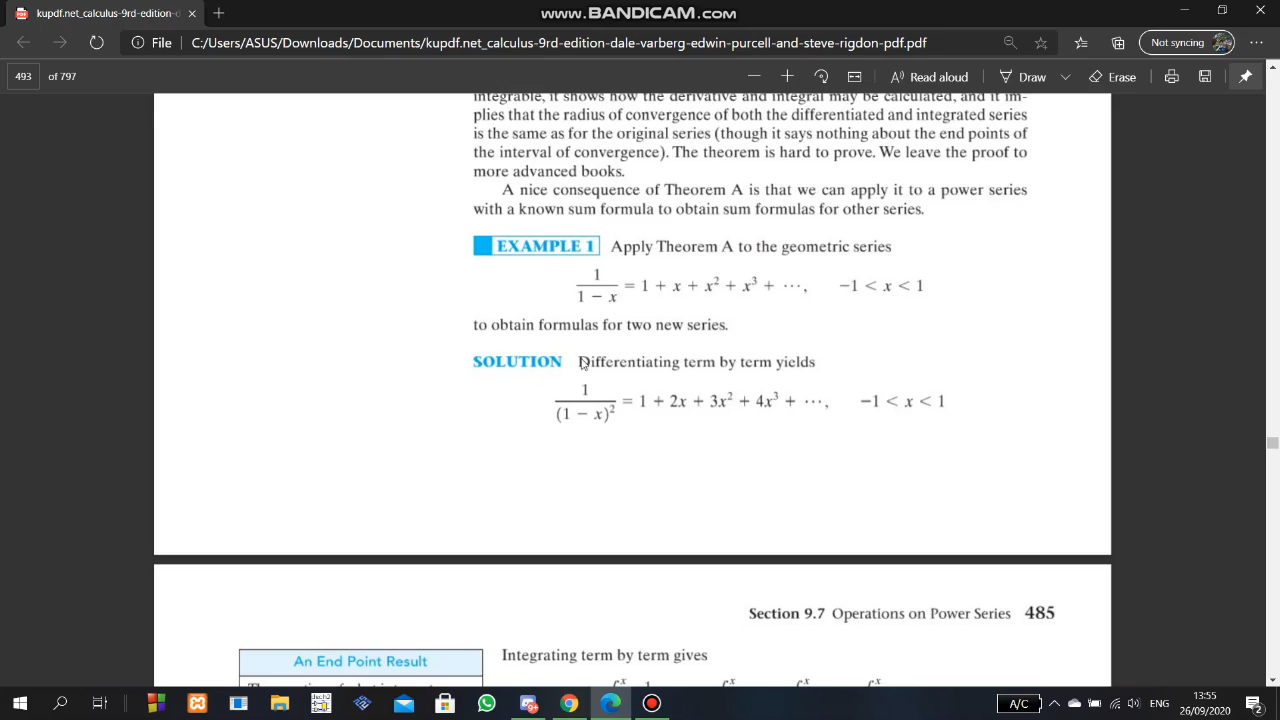 www.BANDICAM.com
kupdf.net_calculus-9rd-edition-d
File C:/Users/ASUS/Documents/kupdf.net_calculus-9rd-edition-dale-varberg-edwin-purcell-and-steve-rigdon-pdf.pdf Not syncing
493 of 797 Read aloud Draw Erase
integrable, it shows how the derivative and integral may be calculated, and it im-
plies that the radius of convergence of both the differentiated and integrated series
is the same as for the original series (though it says nothing about the end points of
the interval of convergence). The theorem is hard to prove. We leave the proof to
more advanced books.
A nice consequence of Theorem A is that we can apply it to a power series
with a known sum formula to obtain sum formulas for other series.
EXAMPLE 1 Apply Theorem A to the geometric series
1/(1 − x) = 1 + x + x² + x³ + ⋯, −1 < x < 1
to obtain formulas for two new series.
SOLUTION Differentiating term by term yields
1/(1 − x)² = 1 + 2x + 3x² + 4x³ + ⋯, −1 < x < 1
Section 9.7 Operations on Power Series 485
An End Point Result
Integrating term by term gives
13:55
ENG
26/09/2020
2